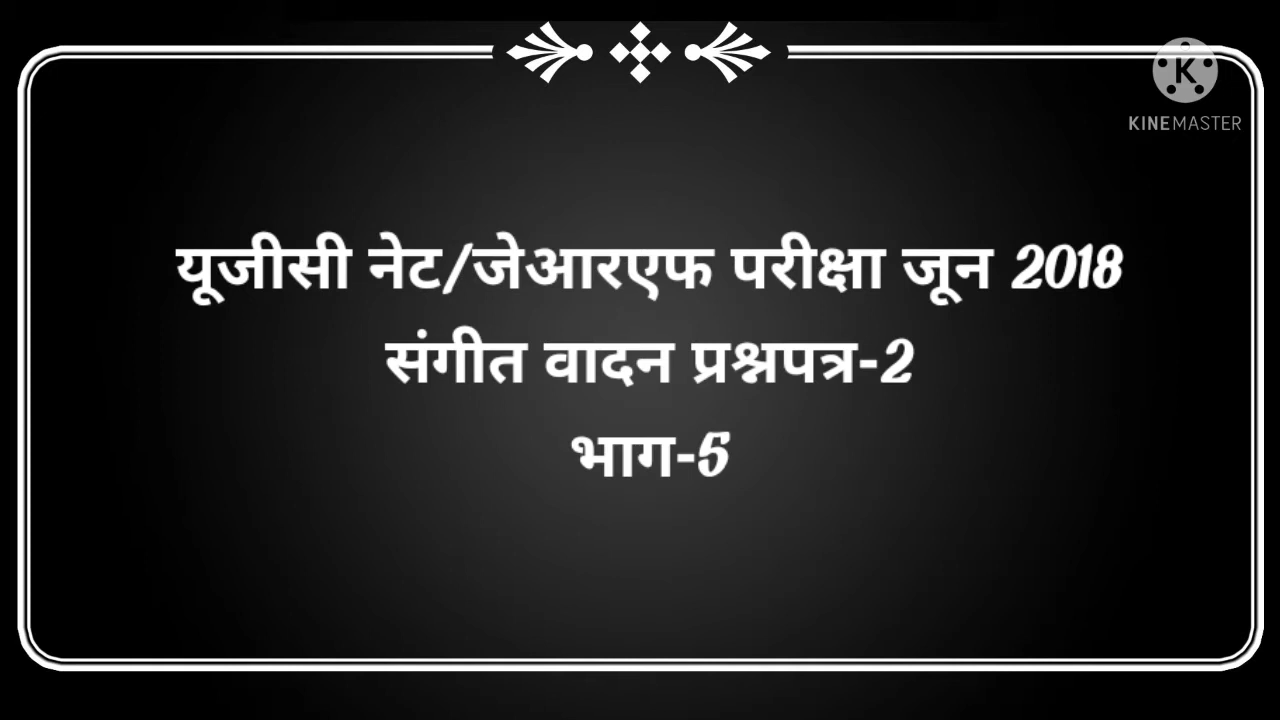 K
KINEMASTER
यूजीसी नेट/जेआरएफ परीक्षा जून 2018
संगीत वादन प्रश्नपत्र-2
भाग-5